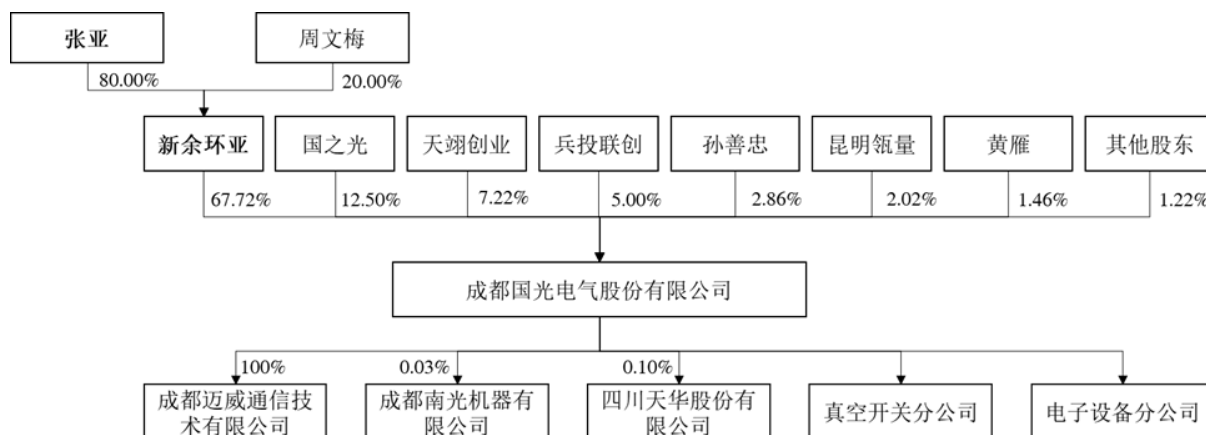 张亚
周文梅
80.00%
20.00%
新余环亚
国之光
天翊创业
兵投联创
孙善忠
昆明瓴量
黄雁
其他股东
67.72%
12.50%
7.22%
5.00%
2.86%
2.02%
1.46%
1.22%
成都国光电气股份有限公司
100%
0.03%
0.10%
成都迈威通信技
术有限公司
成都南光机器有
限公司
四川天华股份有
限公司
真空开关分公司
电子设备分公司